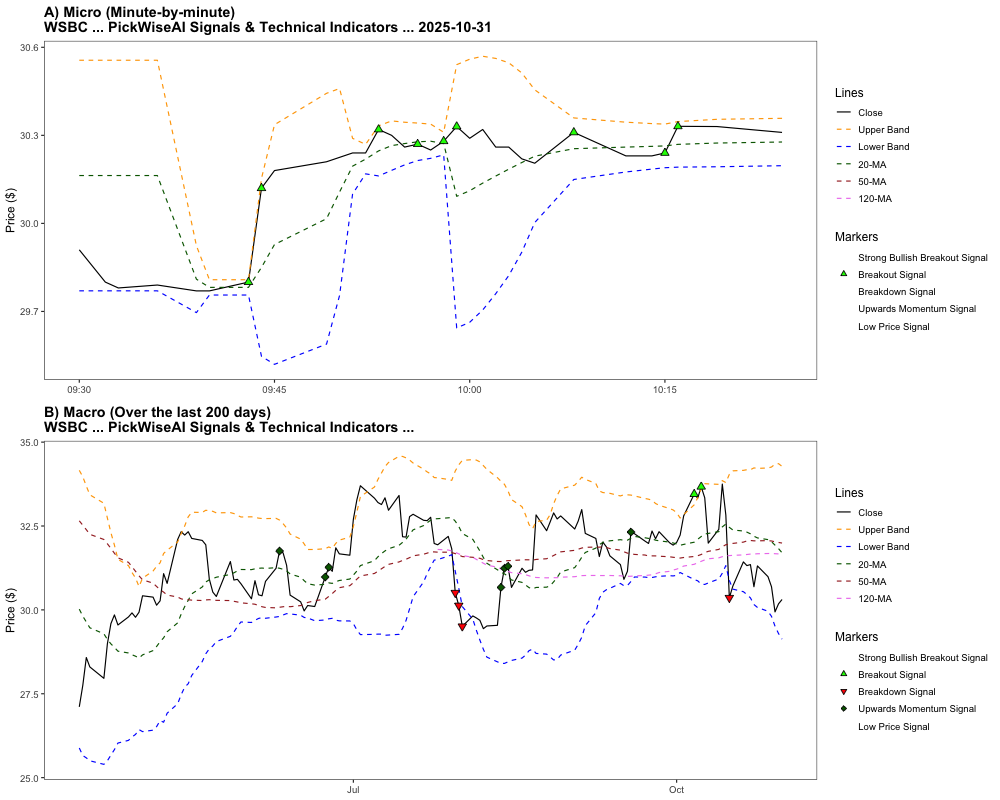 A) Micro (Minute-by-minute)
WSBC ... PickWiseAI Signals & Technical Indicators ... 2025-10-31
Price ($)
30.6
30.3
30.0
29.7
09:30
09:45
10:00
10:15
Lines
Close
Upper Band
Lower Band
20-MA
50-MA
120-MA
Markers
Strong Bullish Breakout Signal
Breakout Signal
Breakdown Signal
Upwards Momentum Signal
Low Price Signal
B) Macro (Over the last 200 days)
WSBC ... PickWiseAI Signals & Technical Indicators ...
Price ($)
35.0
32.5
30.0
27.5
25.0
Jul
Oct
Lines
Close
Upper Band
Lower Band
20-MA
50-MA
120-MA
Markers
Strong Bullish Breakout Signal
Breakout Signal
Breakdown Signal
Upwards Momentum Signal
Low Price Signal